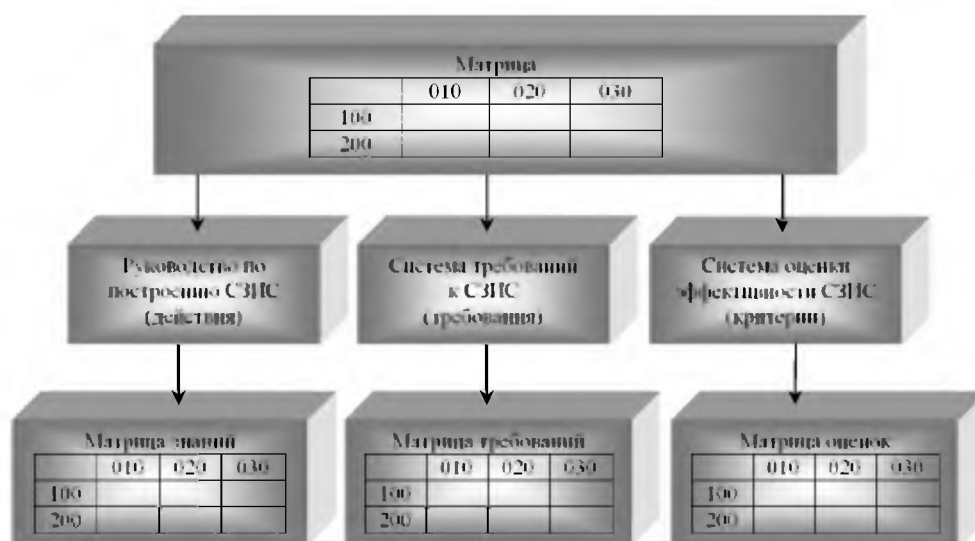 Матрица
010 020 030
100
200
Руководство по
построению СЗИС
(действия)
Система требований
к СЗИС
(требования)
Система оценки
эффективности СЗИС
(критерии)
Матрица знаний
010 020 030
100
200
Матрица требований
010 020 030
100
200
Матрица оценок
010 020 030
100
200